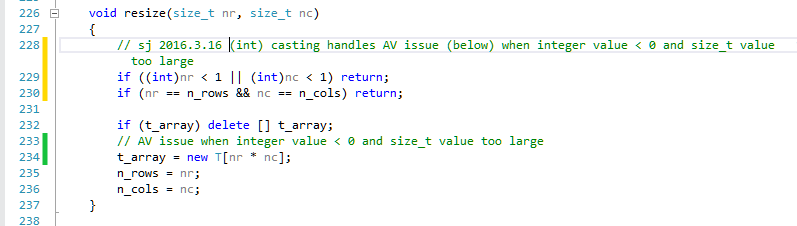 226 void resize(size_t nr, size_t nc)
227 {
228 // sj 2016.3.16 (int) casting handles AV issue (below) when integer value < 0 and size_t value
too large
229 if ((int)nr < 1 || (int)nc < 1) return;
230 if (nr == n_rows && nc == n_cols) return;
231
232 if (t_array) delete [] t_array;
233 // AV issue when integer value < 0 and size_t value too large
234 t_array = new T[nr * nc];
235 n_rows = nr;
236 n_cols = nc;
237 }
238